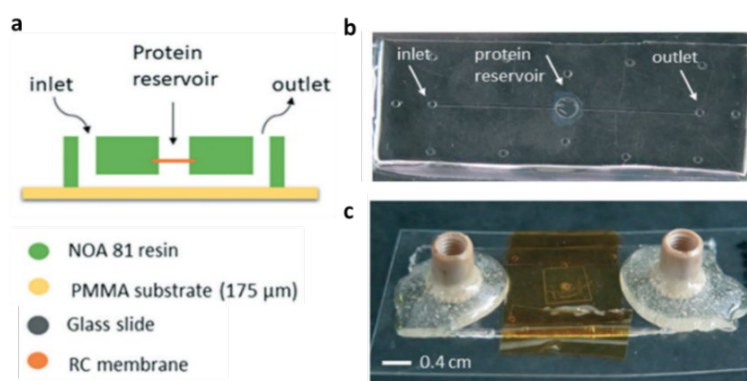 a
Protein
reservoir
inlet
outlet
NOA 81 resin
PMMA substrate (175 µm)
Glass slide
RC membrane
b
inlet
protein
reservoir
outlet
c
0.4 cm